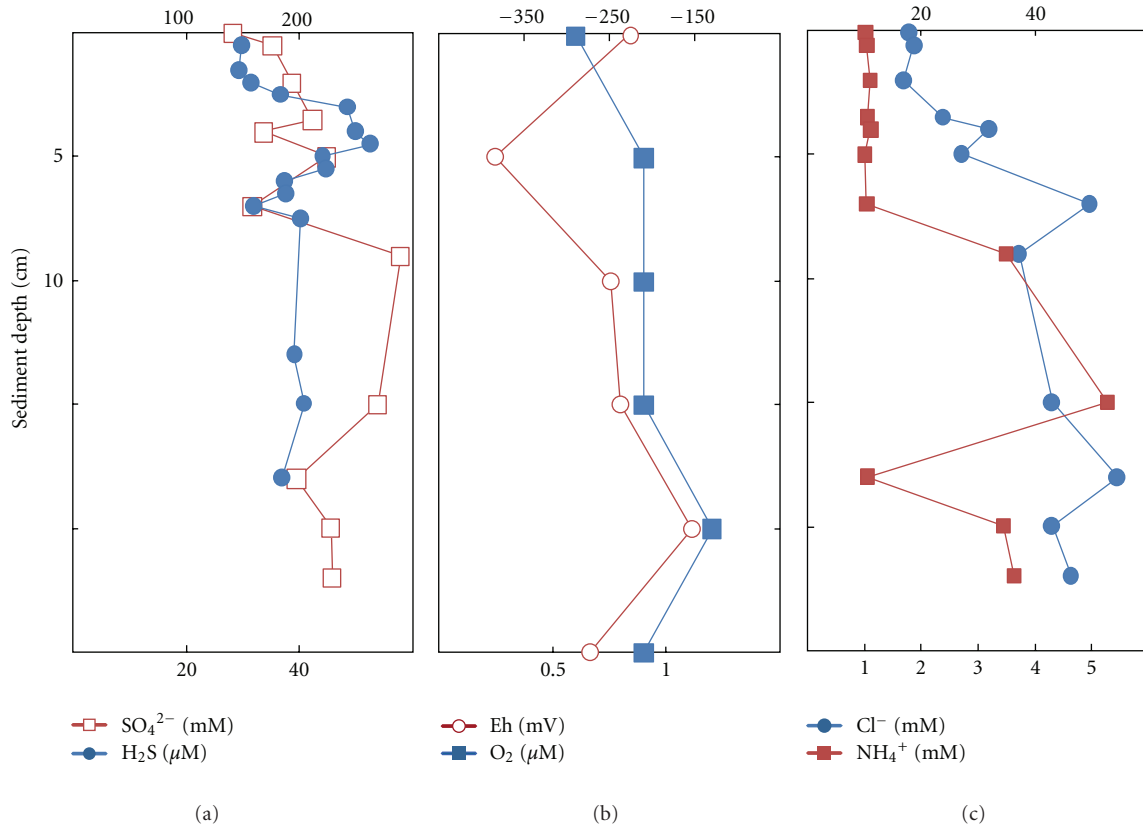 100 200 −350 −250 −150 20 40
5
10
Sediment depth (cm)
20 40 0.5 1 1 2 3 4 5
SO₄²⁻ (mM) Eh (mV) Cl⁻ (mM)
H₂S (μM) O₂ (μM) NH₄⁺ (mM)
(a) (b) (c)